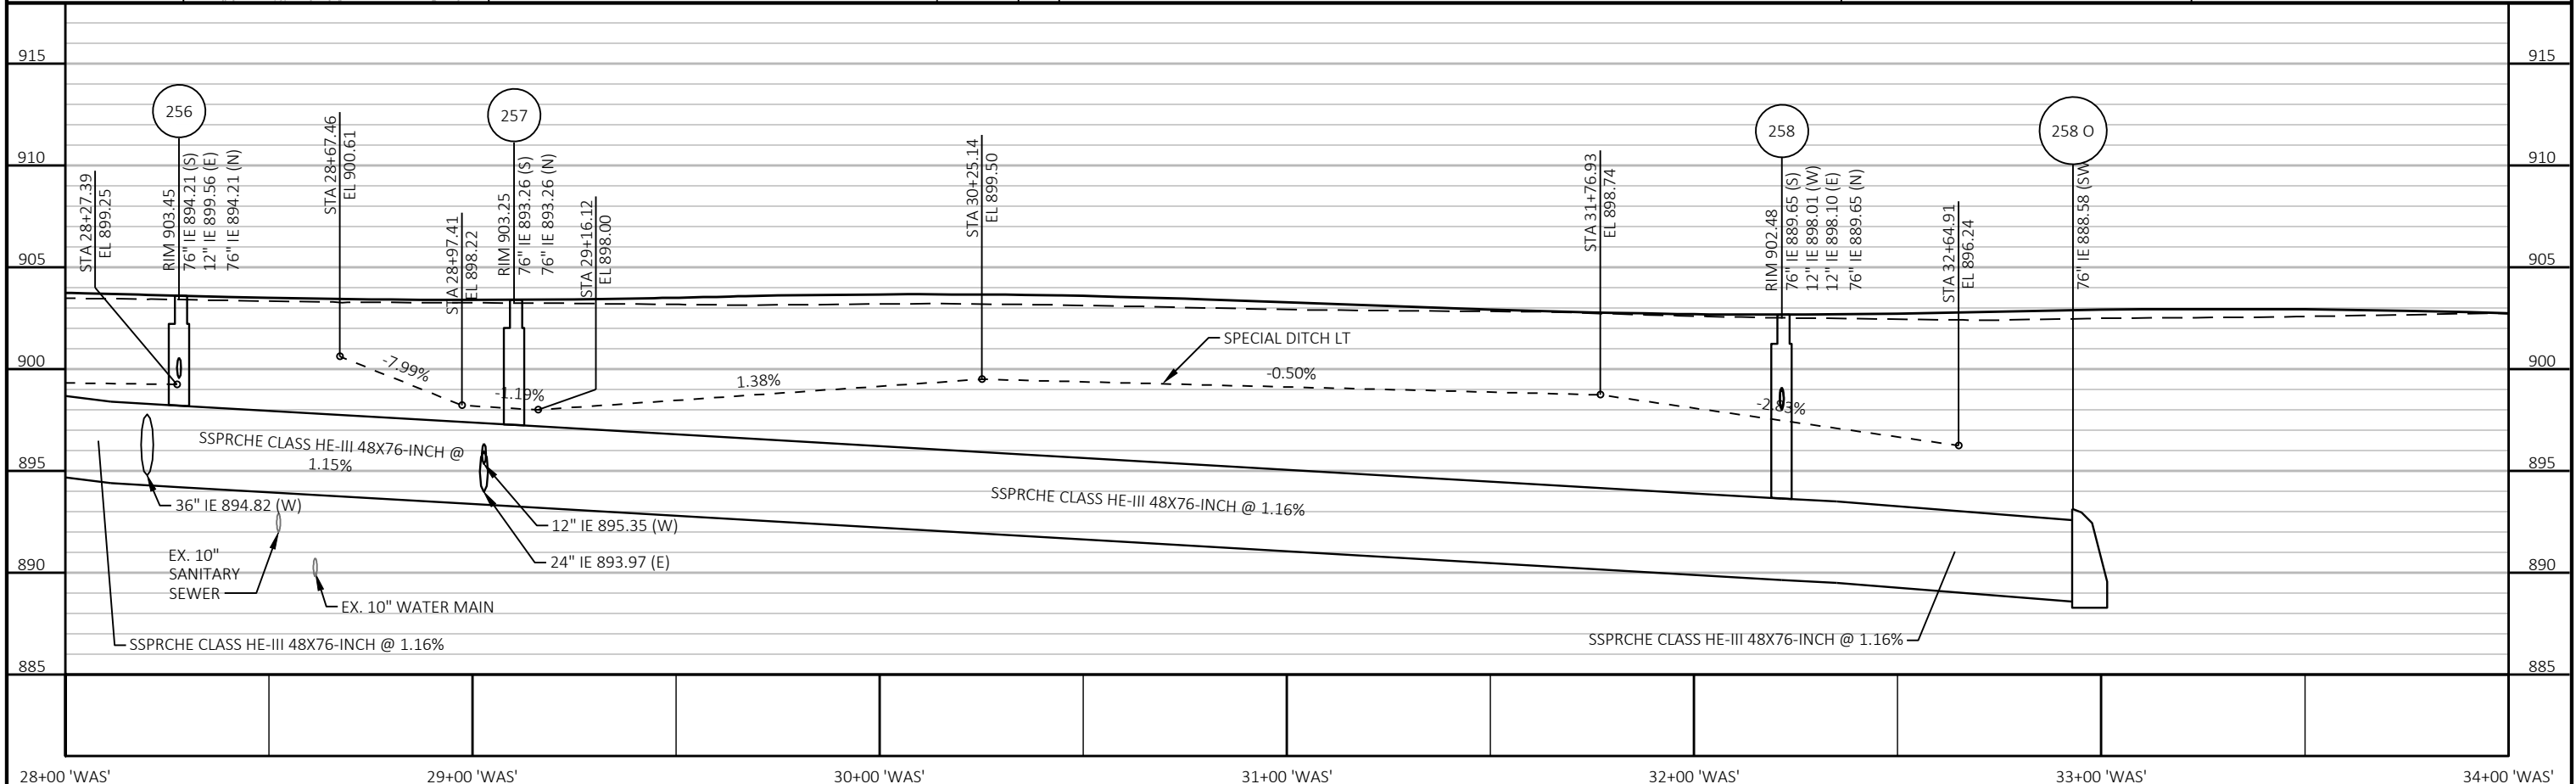 915
915
910
910
905
905
900
900
895
895
890
890
885
885
256
257
258
258 O
STA 28+27.39
EL 899.25
RIM 903.45
76" IE 894.21 (S)
12" IE 899.56 (E)
76" IE 894.21 (N)
STA 28+67.46
EL 900.61
STA 28+97.41
EL 898.22
RIM 903.25
76" IE 893.26 (S)
76" IE 893.26 (N)
STA 29+16.12
EL 898.00
STA 30+25.14
EL 899.50
STA 31+76.93
EL 898.74
RIM 902.48
76" IE 889.65 (S)
12" IE 898.01 (W)
12" IE 898.10 (E)
76" IE 889.65 (N)
STA 32+64.91
EL 896.24
76" IE 888.58 (SW
-7.99%
-1.19%
1.38%
SPECIAL DITCH LT
-0.50%
-2.83%
SSPRCHE CLASS HE-III 48X76-INCH @
1.15%
36" IE 894.82 (W)
SSPRCHE CLASS HE-III 48X76-INCH @ 1.16%
12" IE 895.35 (W)
24" IE 893.97 (E)
EX. 10"
SANITARY
SEWER
EX. 10" WATER MAIN
SSPRCHE CLASS HE-III 48X76-INCH @ 1.16%
SSPRCHE CLASS HE-III 48X76-INCH @ 1.16%
28+00 'WAS'
29+00 'WAS'
30+00 'WAS'
31+00 'WAS'
32+00 'WAS'
33+00 'WAS'
34+00 'WAS'